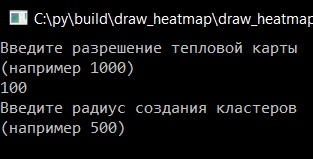 C:\py\build\draw_heatmap\draw_heatmap
Введите разрешение тепловой карты
(например 1000)
100
Введите радиус создания кластеров
(например 500)